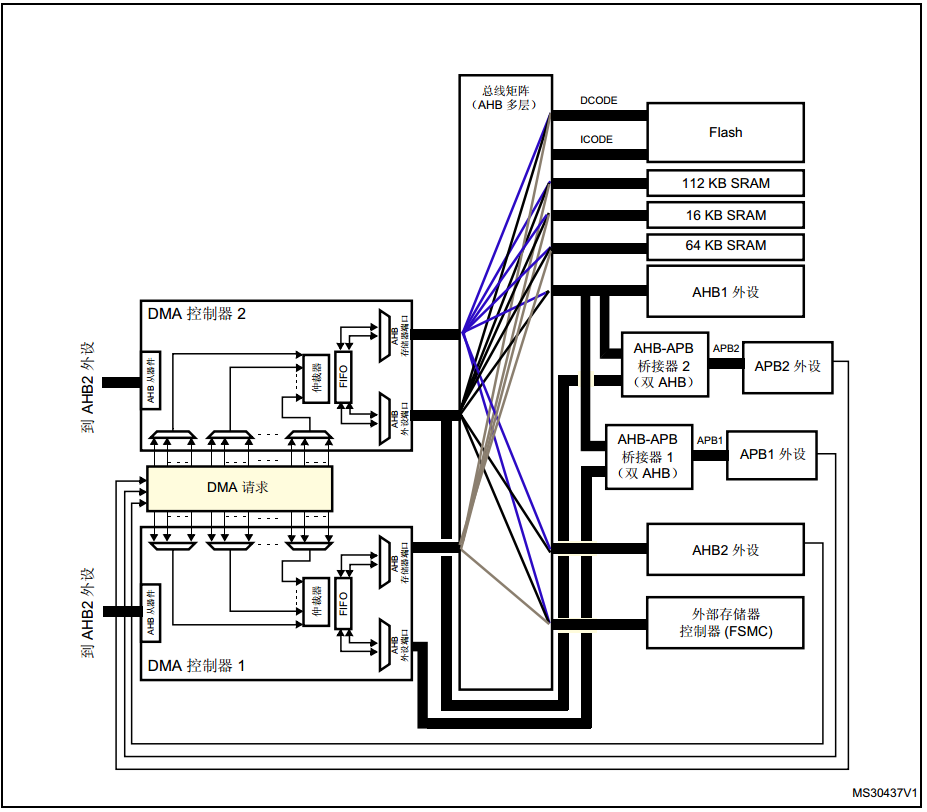 总线矩阵
（AHB 多层）
DCODE
Flash
ICODE
112 KB SRAM
16 KB SRAM
64 KB SRAM
AHB1 外设
DMA 控制器 2
AHB
存储器端口
到 AHB2 外设
AHB 从器件
仲裁器
FIFO
AHB
外设端口
AHB-APB
桥接器 2
（双 AHB）
APB2
APB2 外设
AHB-APB
桥接器 1
（双 AHB）
APB1
APB1 外设
DMA 请求
AHB2 外设
AHB
存储器端口
到 AHB2 外设
AHB 从器件
仲裁器
FIFO
AHB
外设端口
DMA 控制器 1
外部存储器
控制器 (FSMC)
MS30437V1